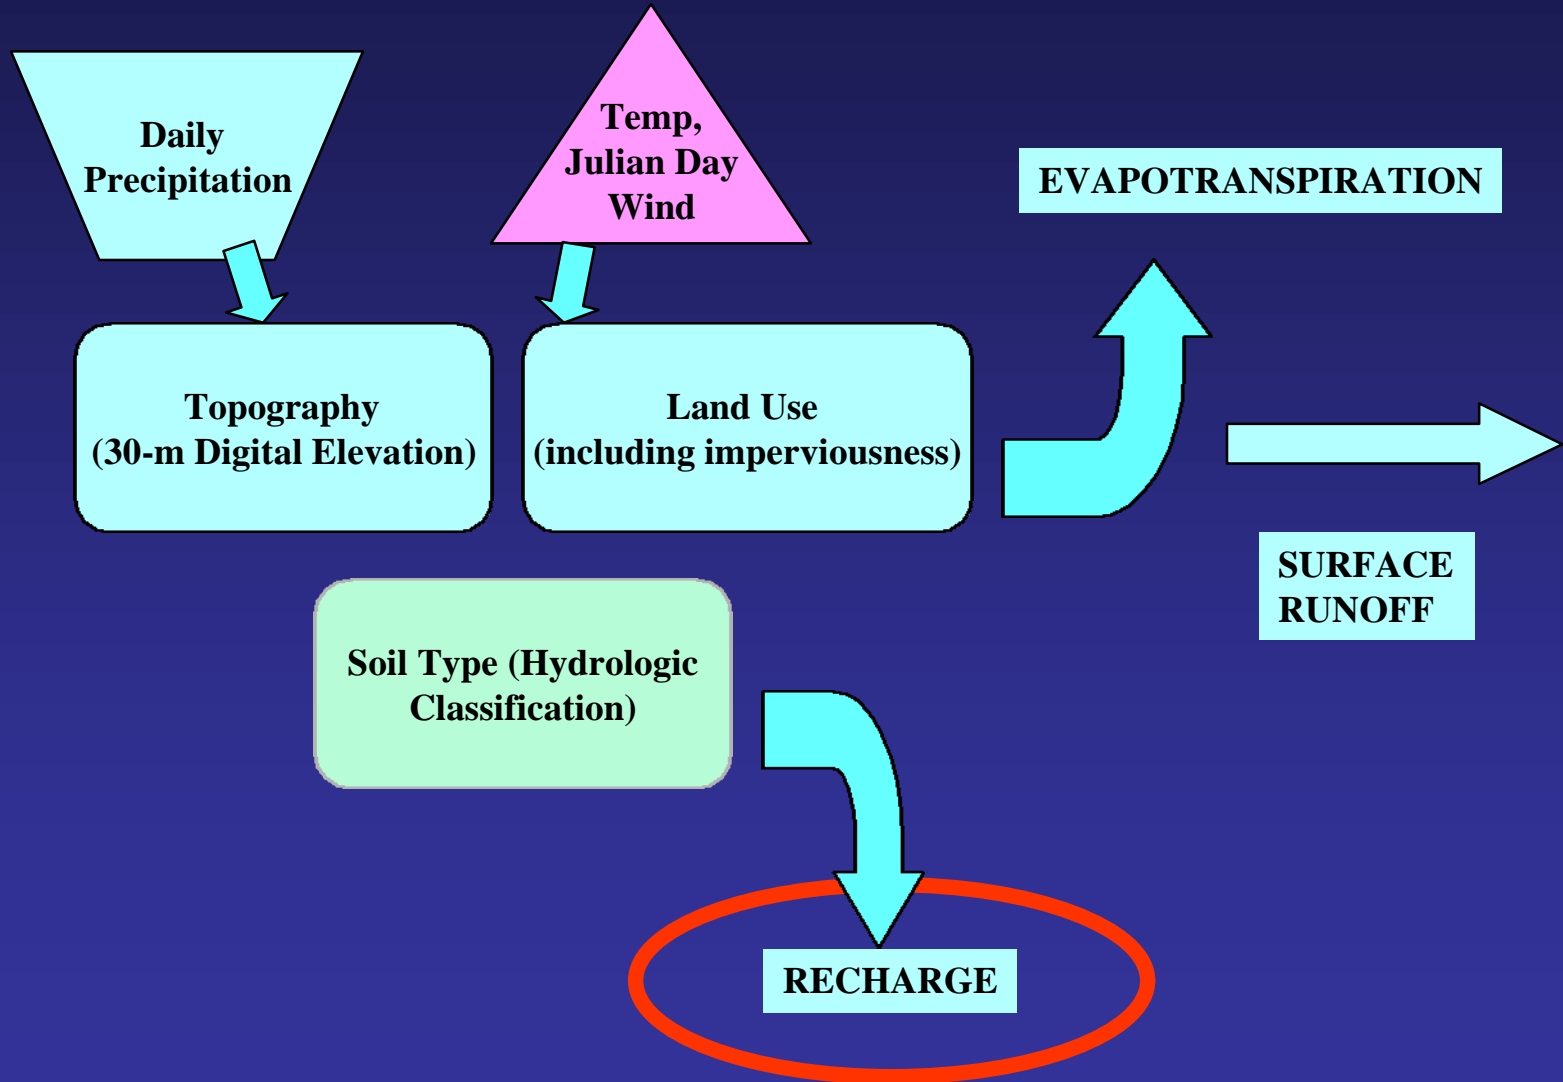 Daily
Precipitation
Temp,
Julian Day
Wind
EVAPOTRANSPIRATION
Topography
(30-m Digital Elevation)
Land Use
(including imperviousness)
SURFACE
RUNOFF
Soil Type (Hydrologic
Classification)
RECHARGE